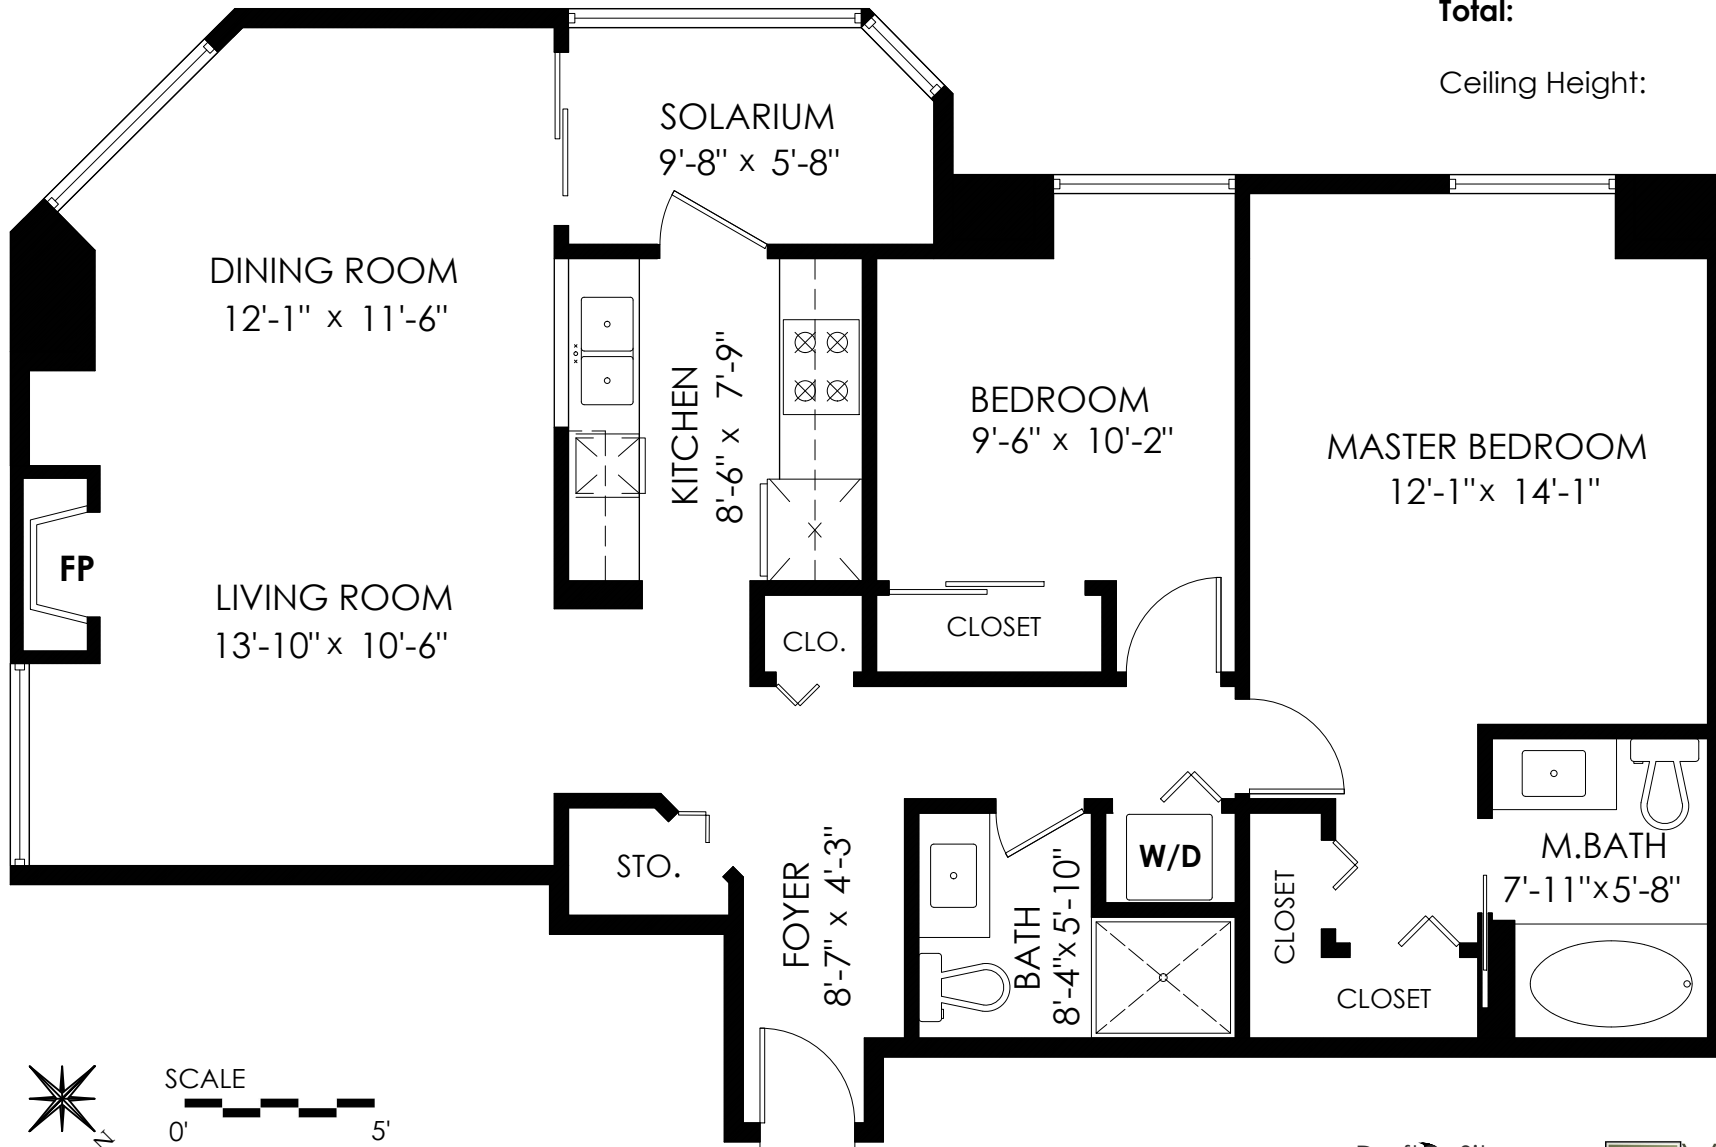 Total:
Ceiling Height:
SOLARIUM
9'-8" x 5'-8"
DINING ROOM
12'-1" x 11'-6"
KITCHEN
8'-6" x 7'-9"
BEDROOM
9'-6" x 10'-2"
MASTER BEDROOM
12'-1" x 14'-1"
FP
LIVING ROOM
13'-10" x 10'-6"
CLO.
CLOSET
STO.
FOYER
8'-7" x 4'-3"
BATH
8'-4" x 5'-10"
W/D
CLOSET
CLOSET
M.BATH
7'-11" x 5'-8"
SCALE
0' 5'
N